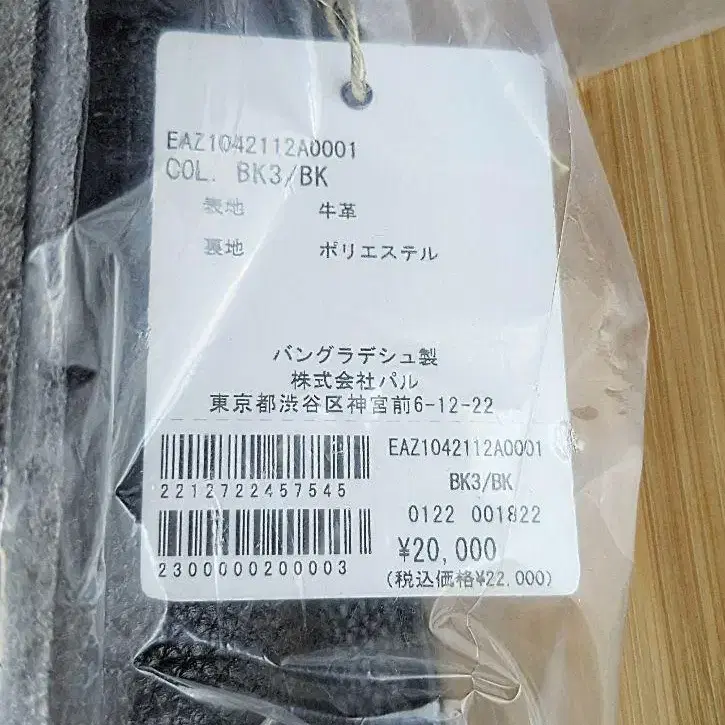 EAZ1042112A0001
COL. BK3/BK
表地 牛革
裏地 ポリエステル
バングラデシュ製
株式会社パル
東京都渋谷区神宮前6-12-22
EAZ1042112A0001
BK3/BK
2212722457545
0122 001822
¥20,000
2300000200003
(税込価格¥22,000)